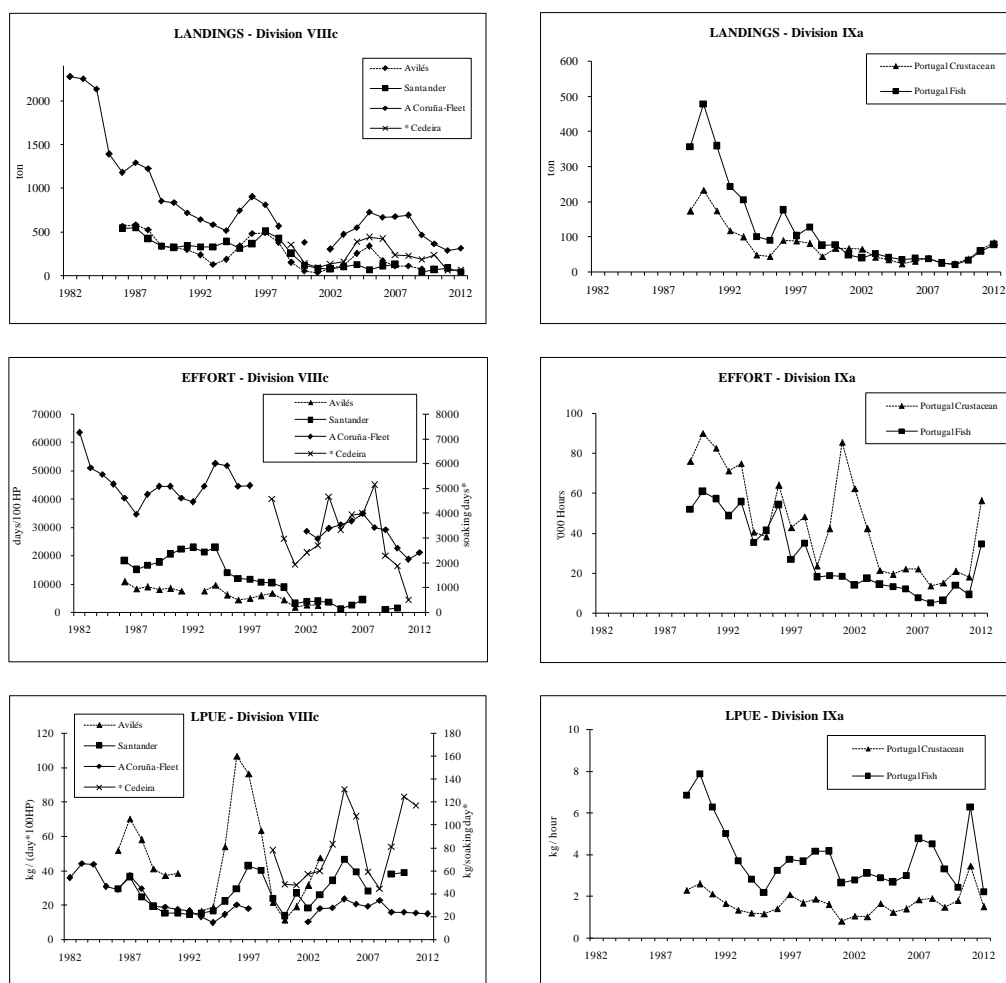 LANDINGS - Division VIIIc
Avilés
Santander
A Coruña-Fleet
* Cedeira
ton
2000
1500
1000
500
0
1982 1987 1992 1997 2002 2007 2012
LANDINGS - Division IXa
Portugal Crustacean
Portugal Fish
ton
600
500
400
300
200
100
0
1982 1987 1992 1997 2002 2007 2012
EFFORT - Division VIIIc
Avilés
Santander
A Coruña-Fleet
* Cedeira
days/100 HP
70000
60000
50000
40000
30000
20000
10000
0
soaking days*
8000
7000
6000
5000
4000
3000
2000
1000
0
1982 1987 1992 1997 2002 2007 2012
EFFORT - Division IXa
Portugal Crustacean
Portugal Fish
'000 Hours
100
80
60
40
20
0
1982 1987 1992 1997 2002 2007 2012
LPUE - Division VIIIc
Avilés
Santander
A Coruña-Fleet
* Cedeira
kg / (day*100HP)
120
100
80
60
40
20
0
kg/soaking day*
180
160
140
120
100
80
60
40
20
0
1982 1987 1992 1997 2002 2007 2012
LPUE - Division IXa
Portugal Crustacean
Portugal Fish
kg / hour
10
8
6
4
2
0
1982 1987 1992 1997 2002 2007 2012